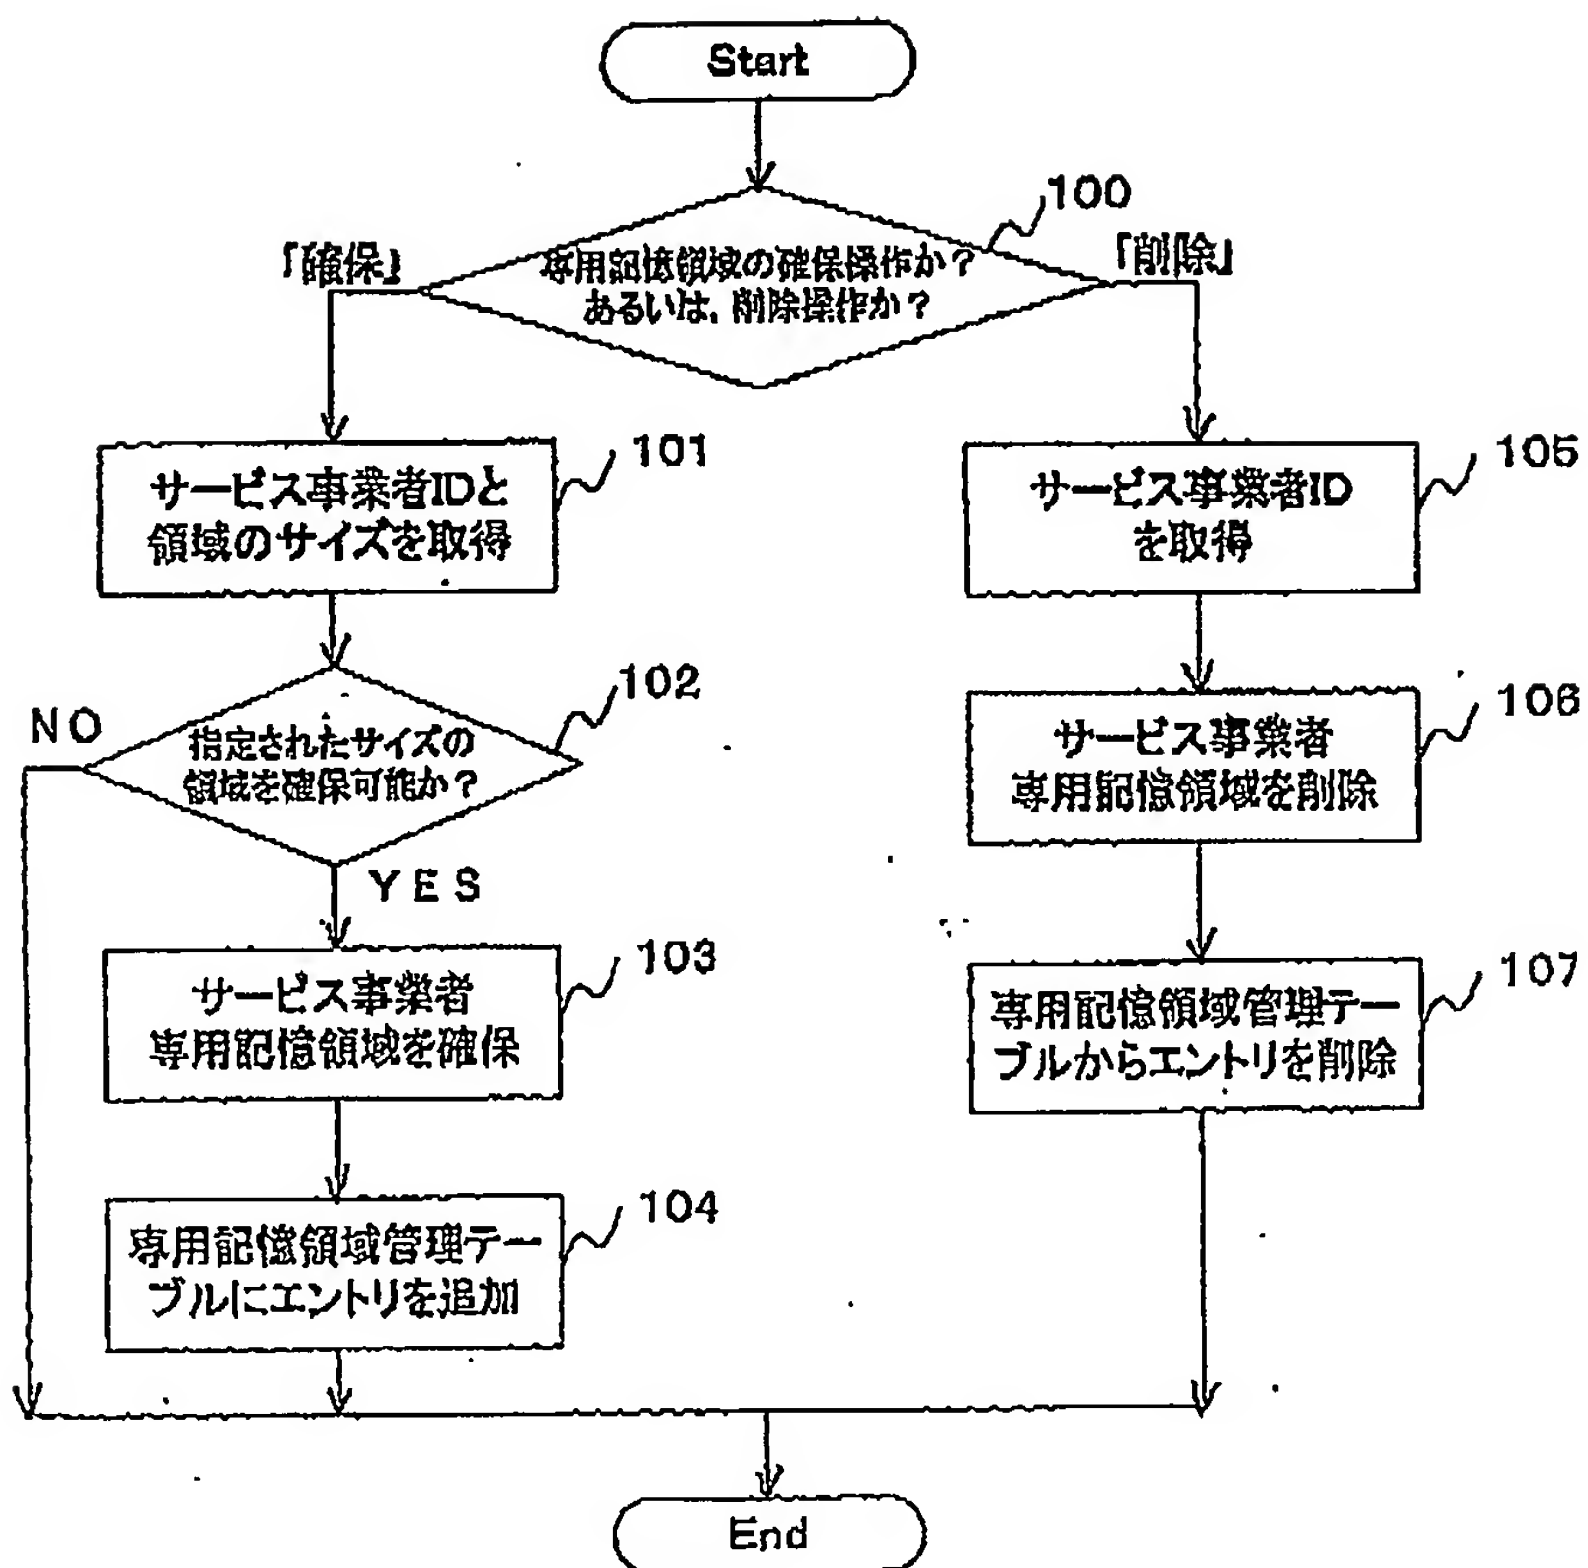 Start
100
「確保」
専用記憶領域の確保操作か?
あるいは、削除操作か?
「削除」
101
サービス事業者IDと
領域のサイズを取得
105
サービス事業者ID
を取得
102
NO
指定されたサイズの
領域を確保可能か?
YES
106
サービス事業者
専用記憶領域を削除
103
サービス事業者
専用記憶領域を確保
107
専用記憶領域管理テー
ブルからエントリを削除
104
専用記憶領域管理テー
ブルにエントリを追加
End